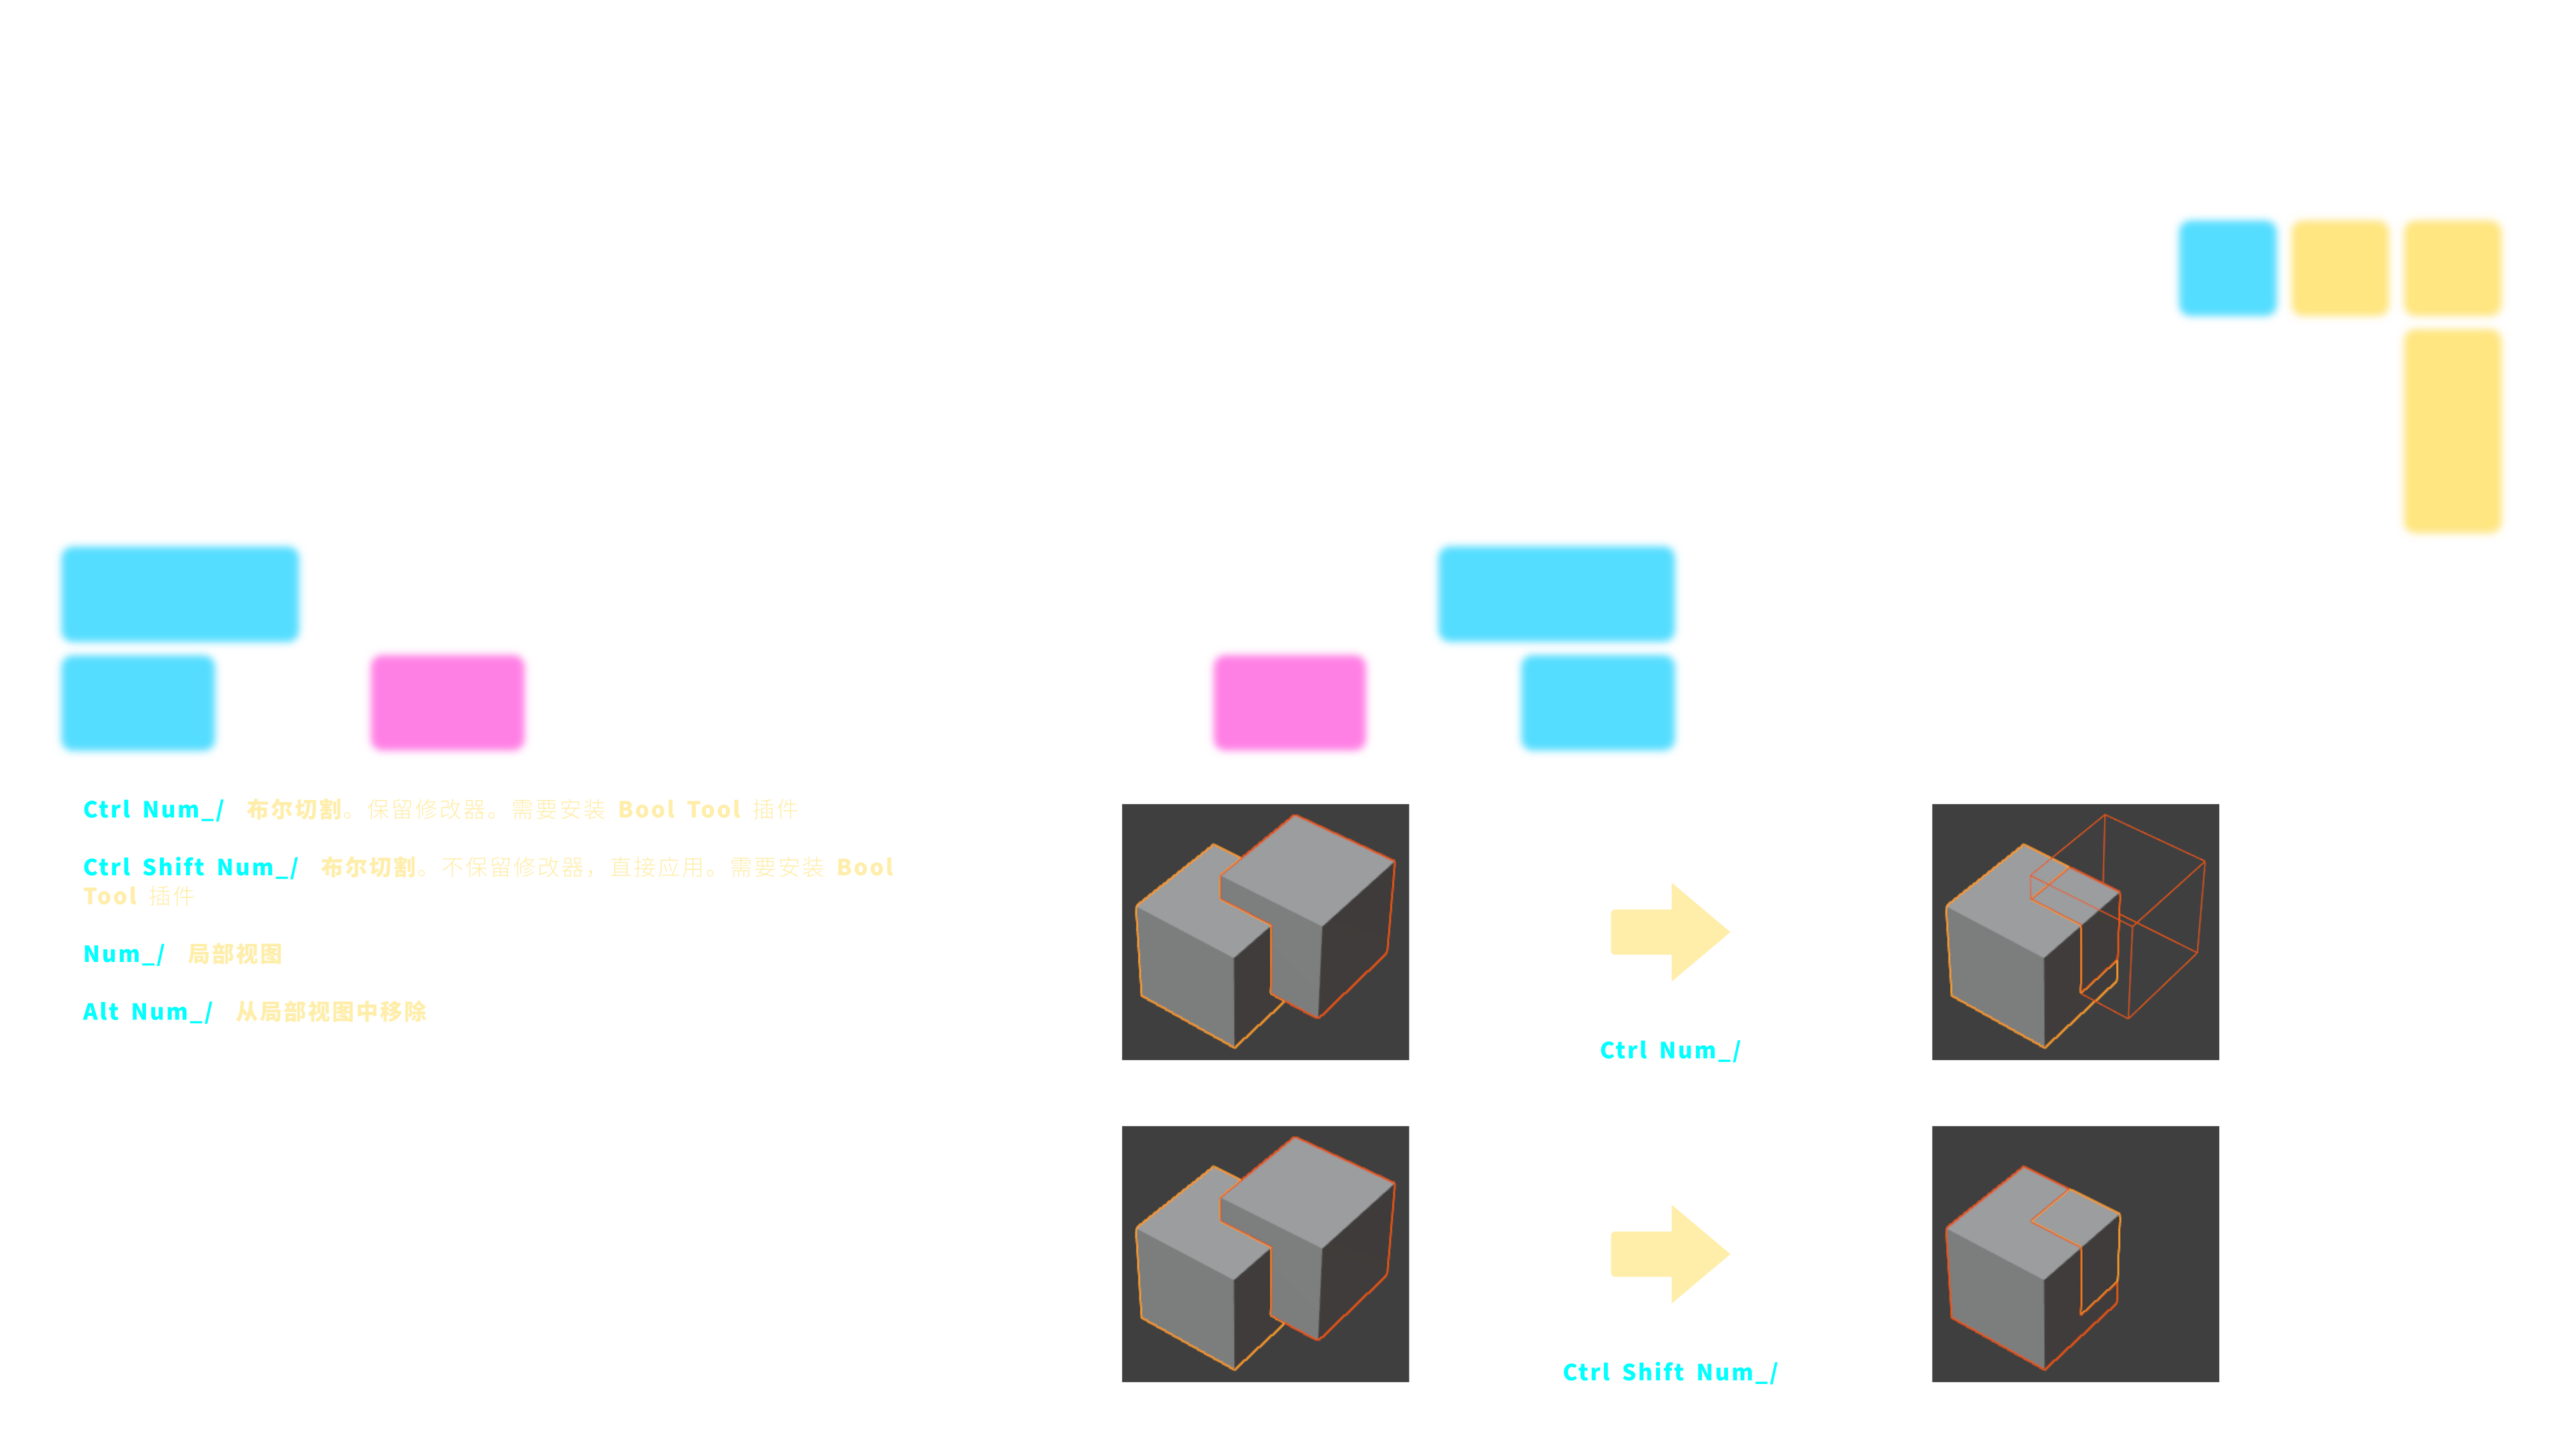 Ctrl Num_/ 布尔切割。保留修改器。需要安装 Bool Tool 插件
Ctrl Shift Num_/ 布尔切割。不保留修改器，直接应用。需要安装 Bool
Tool 插件
Num_/ 局部视图
Alt Num_/ 从局部视图中移除
Ctrl Num_/
Ctrl Shift Num_/